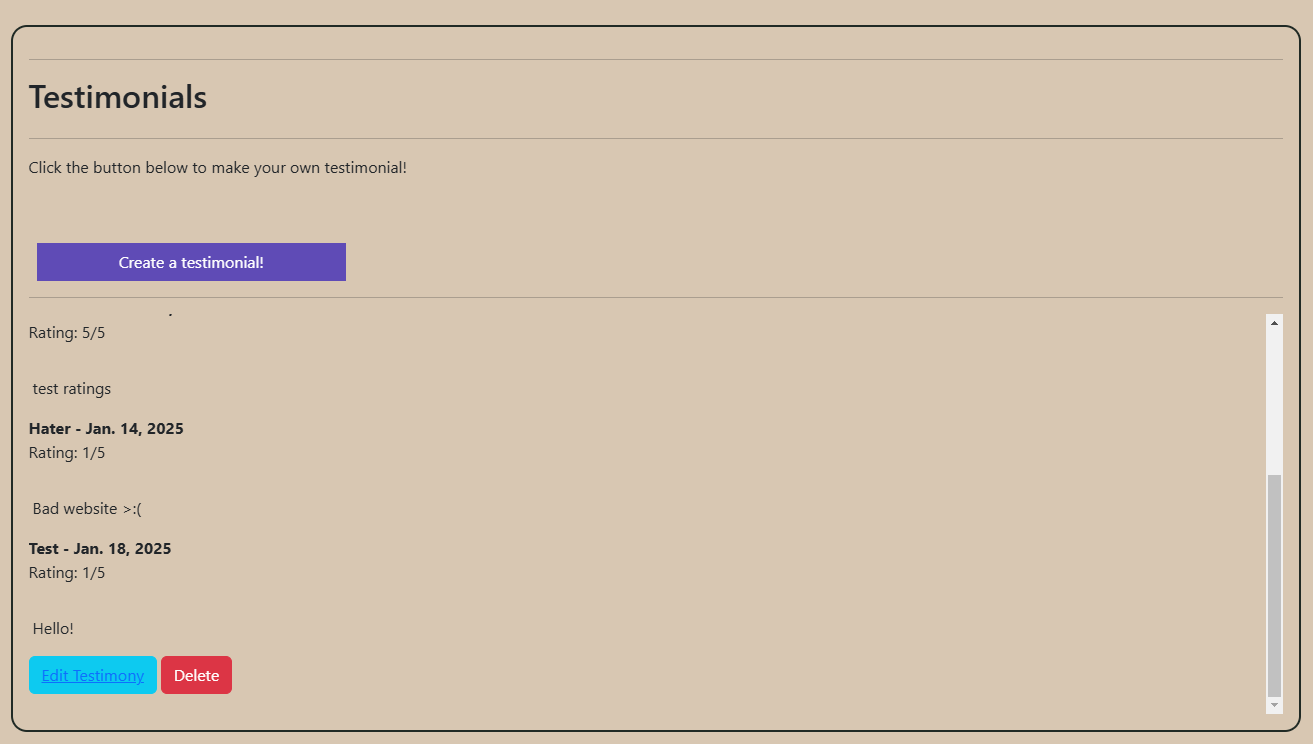 Testimonials
Click the button below to make your own testimonial!
Create a testimonial!
Rating: 5/5
test ratings
Hater - Jan. 14, 2025
Rating: 1/5
Bad website >:(
Test - Jan. 18, 2025
Rating: 1/5
Hello!
Edit Testimony Delete